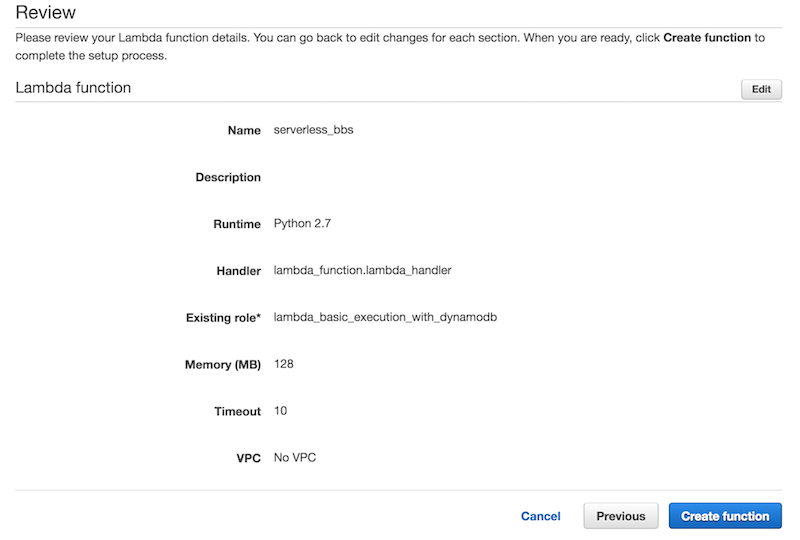 Review
Please review your Lambda function details. You can go back to edit changes for each section. When you are ready, click Create function to
complete the setup process.
Lambda function Edit
Name serverless_bbs
Description
Runtime Python 2.7
Handler lambda_function.lambda_handler
Existing role* lambda_basic_execution_with_dynamodb
Memory (MB) 128
Timeout 10
VPC No VPC
Cancel Previous Create function